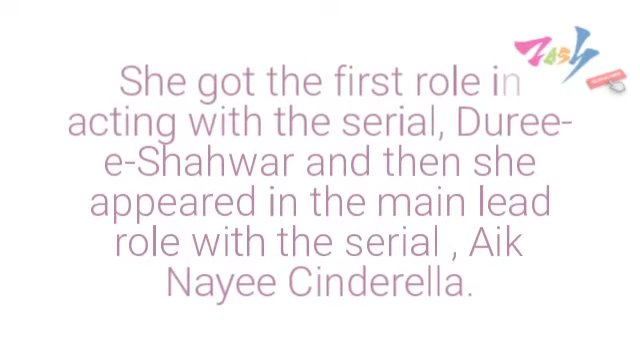 Zash
She got the first role in
acting with the serial, Duree-
e-Shahwar and then she
appeared in the main lead
role with the serial , Aik
Nayee Cinderella.